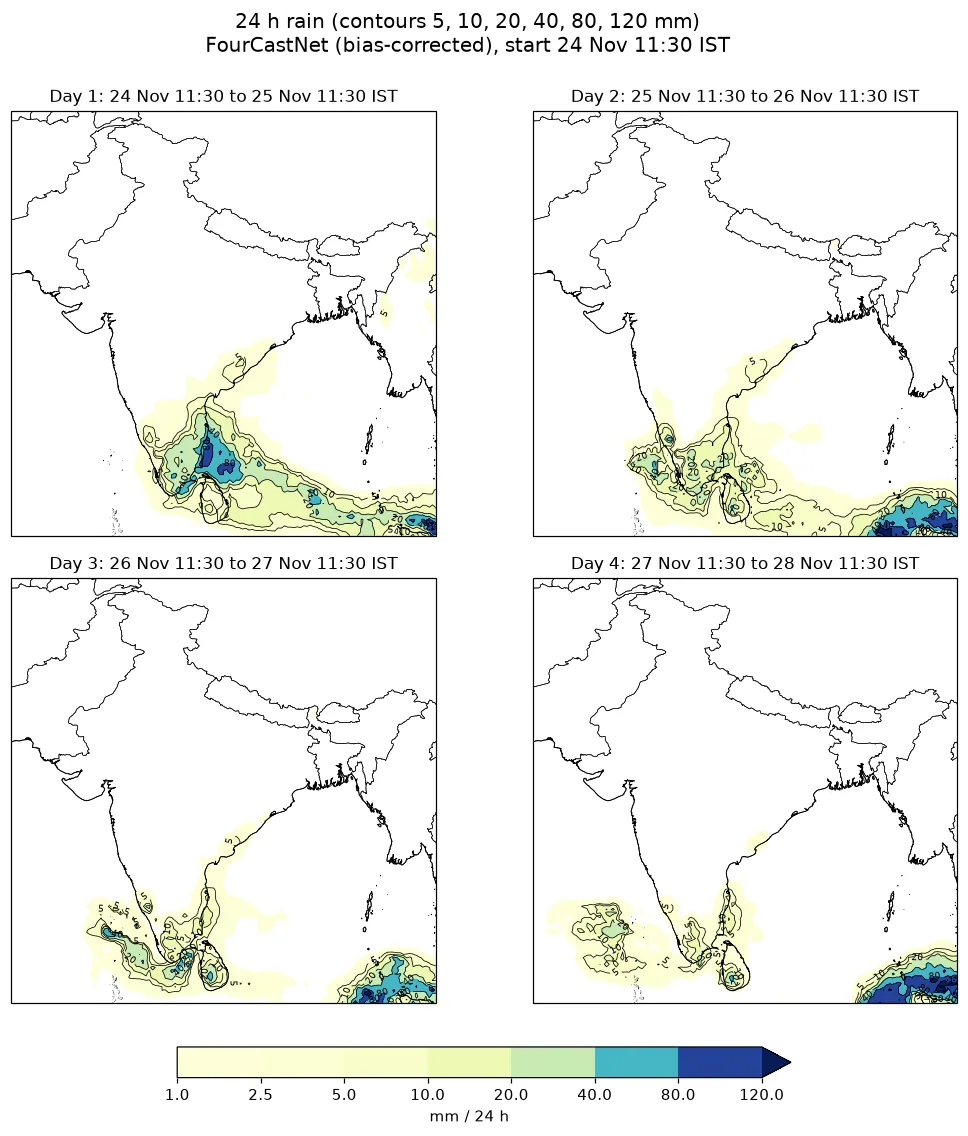 24 h rain (contours 5, 10, 20, 40, 80, 120 mm)
FourCastNet (bias-corrected), start 24 Nov 11:30 IST
Day 1: 24 Nov 11:30 to 25 Nov 11:30 IST
Day 2: 25 Nov 11:30 to 26 Nov 11:30 IST
Day 3: 26 Nov 11:30 to 27 Nov 11:30 IST
Day 4: 27 Nov 11:30 to 28 Nov 11:30 IST
1.0 2.5 5.0 10.0 20.0 40.0 80.0 120.0
mm / 24 h